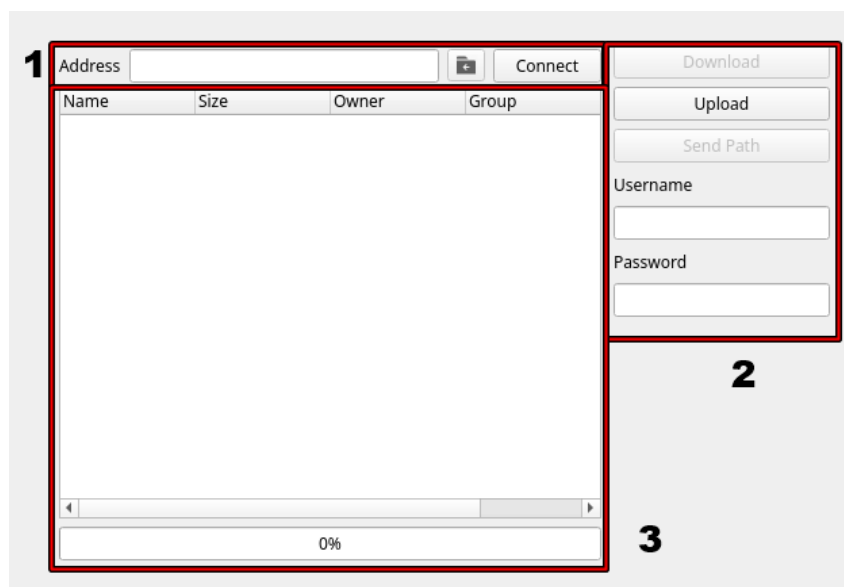 1
Address
Connect
Name Size Owner Group
0%
Download
Upload
Send Path
Username
Password
2
3